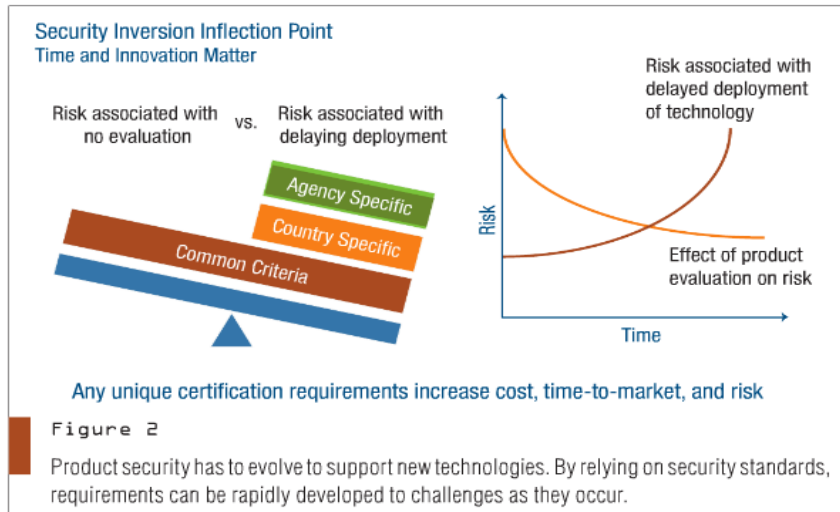 Security Inversion Inflection Point
Time and Innovation Matter
Risk associated with
no evaluation
vs.
Risk associated with
delaying deployment
Agency Specific
Country Specific
Common Criteria
Risk associated with
delayed deployment
of technology
Risk
Effect of product
evaluation on risk
Time
Any unique certification requirements increase cost, time-to-market, and risk
Figure 2
Product security has to evolve to support new technologies. By relying on security standards,
requirements can be rapidly developed to challenges as they occur.